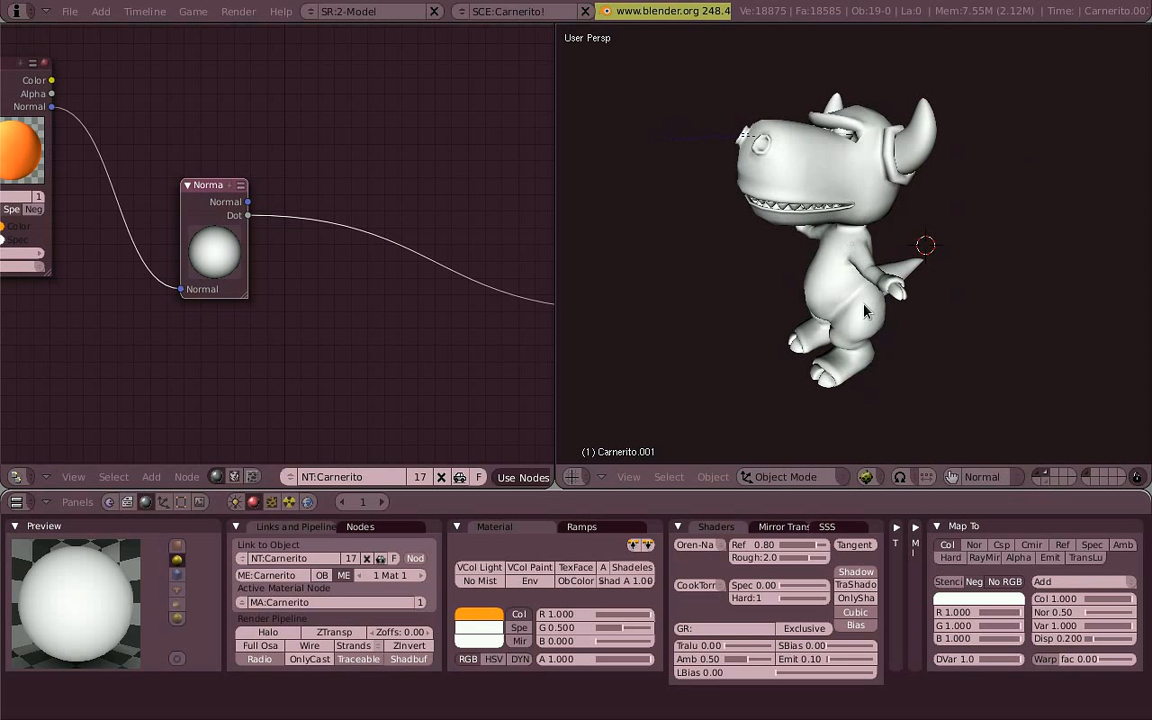 File Add Timeline Game Render Help SR:2-Model SCE:Carnerito! www.blender.org 248.4 Ve:18875 | Fa:18585 | Ob:19-0 | La:0 | Mem:7.55M (2.12M) | Time: | Carnerito.00
User Persp
Color
Alpha
Normal
1
Spe Neg
Color
Spec
Norma
Normal
Dot
Normal
(1) Carnerito.001
View Select Add Node NT:Carnerito 17 F Use Nodes
View Select Object Object Mode Normal
Panels 1
Preview
Links and Pipeline Nodes
Link to Object
NT:Carnerito 17 F Nod
ME:Carnerito OB ME 1 Mat 1
Active Material Node
MA:Carnerito 1
Render Pipeline
Halo ZTransp Zoffs: 0.00
Full Osa Wire Strands ZInvert
Radio OnlyCast Traceable Shadbuf
Material Ramps
VCol Light VCol Paint TexFace A Shadeles
No Mist Env ObColor Shad A 1.00
Col R 1.000
Spe G 0.500
Mir B 0.000
RGB HSV DYN A 1.000
Shaders Mirror Trans SSS
Oren-Na Ref 0.80 Tangent
Rough:2.0
Shadow
CookTorr Spec 0.00 TraShado
Hard:1 OnlySha
Cubic
GR: Exclusive Bias
Tralu 0.00 SBias 0.00
Amb 0.50 Emit 0.10
LBias 0.00
T
M
Map To
Col Nor Csp Cmir Ref Spec Amb
Hard RayMir Alpha Emit TransLu
Stenci Neg No RGB Add
Col 1.000
R 1.000 Nor 0.50
G 1.000 Var 1.000
B 1.000 Disp 0.200
DVar 1.0 Warp fac 0.00